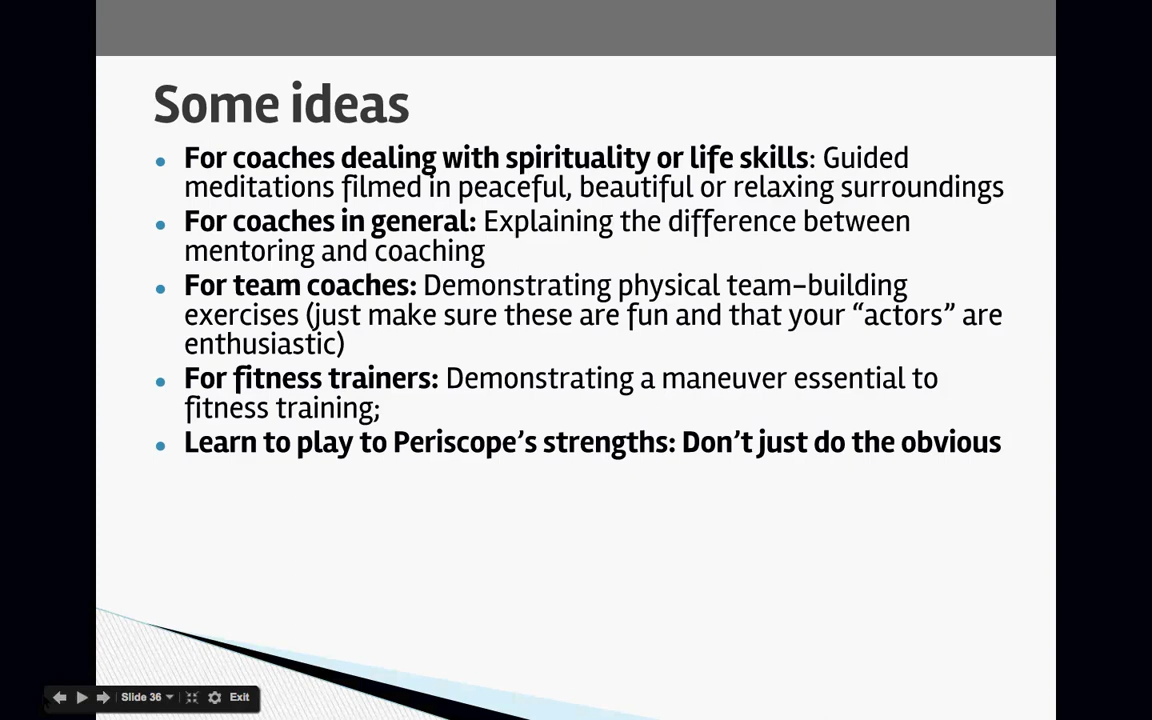 Some ideas
For coaches dealing with spirituality or life skills: Guided
meditations filmed in peaceful, beautiful or relaxing surroundings
For coaches in general: Explaining the difference between
mentoring and coaching
For team coaches: Demonstrating physical team-building
exercises (just make sure these are fun and that your “actors” are
enthusiastic)
For fitness trainers: Demonstrating a maneuver essential to
fitness training;
Learn to play to Periscope’s strengths: Don’t just do the obvious
Slide 36 Exit